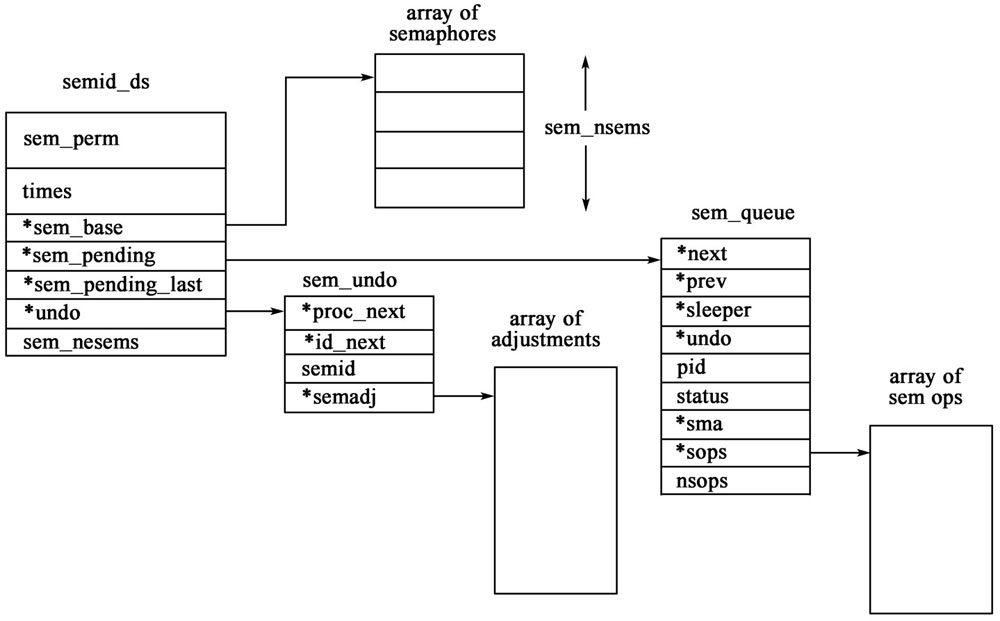 array of
semaphores
semid_ds
sem_perm
times
*sem_base
*sem_pending
*sem_pending_last
*undo
sem_nesems
sem_nsems
sem_undo
*proc_next
*id_next
semid
*semadj
array of
adjustments
sem_queue
*next
*prev
*sleeper
*undo
pid
status
*sma
*sops
nsops
array of
sem ops